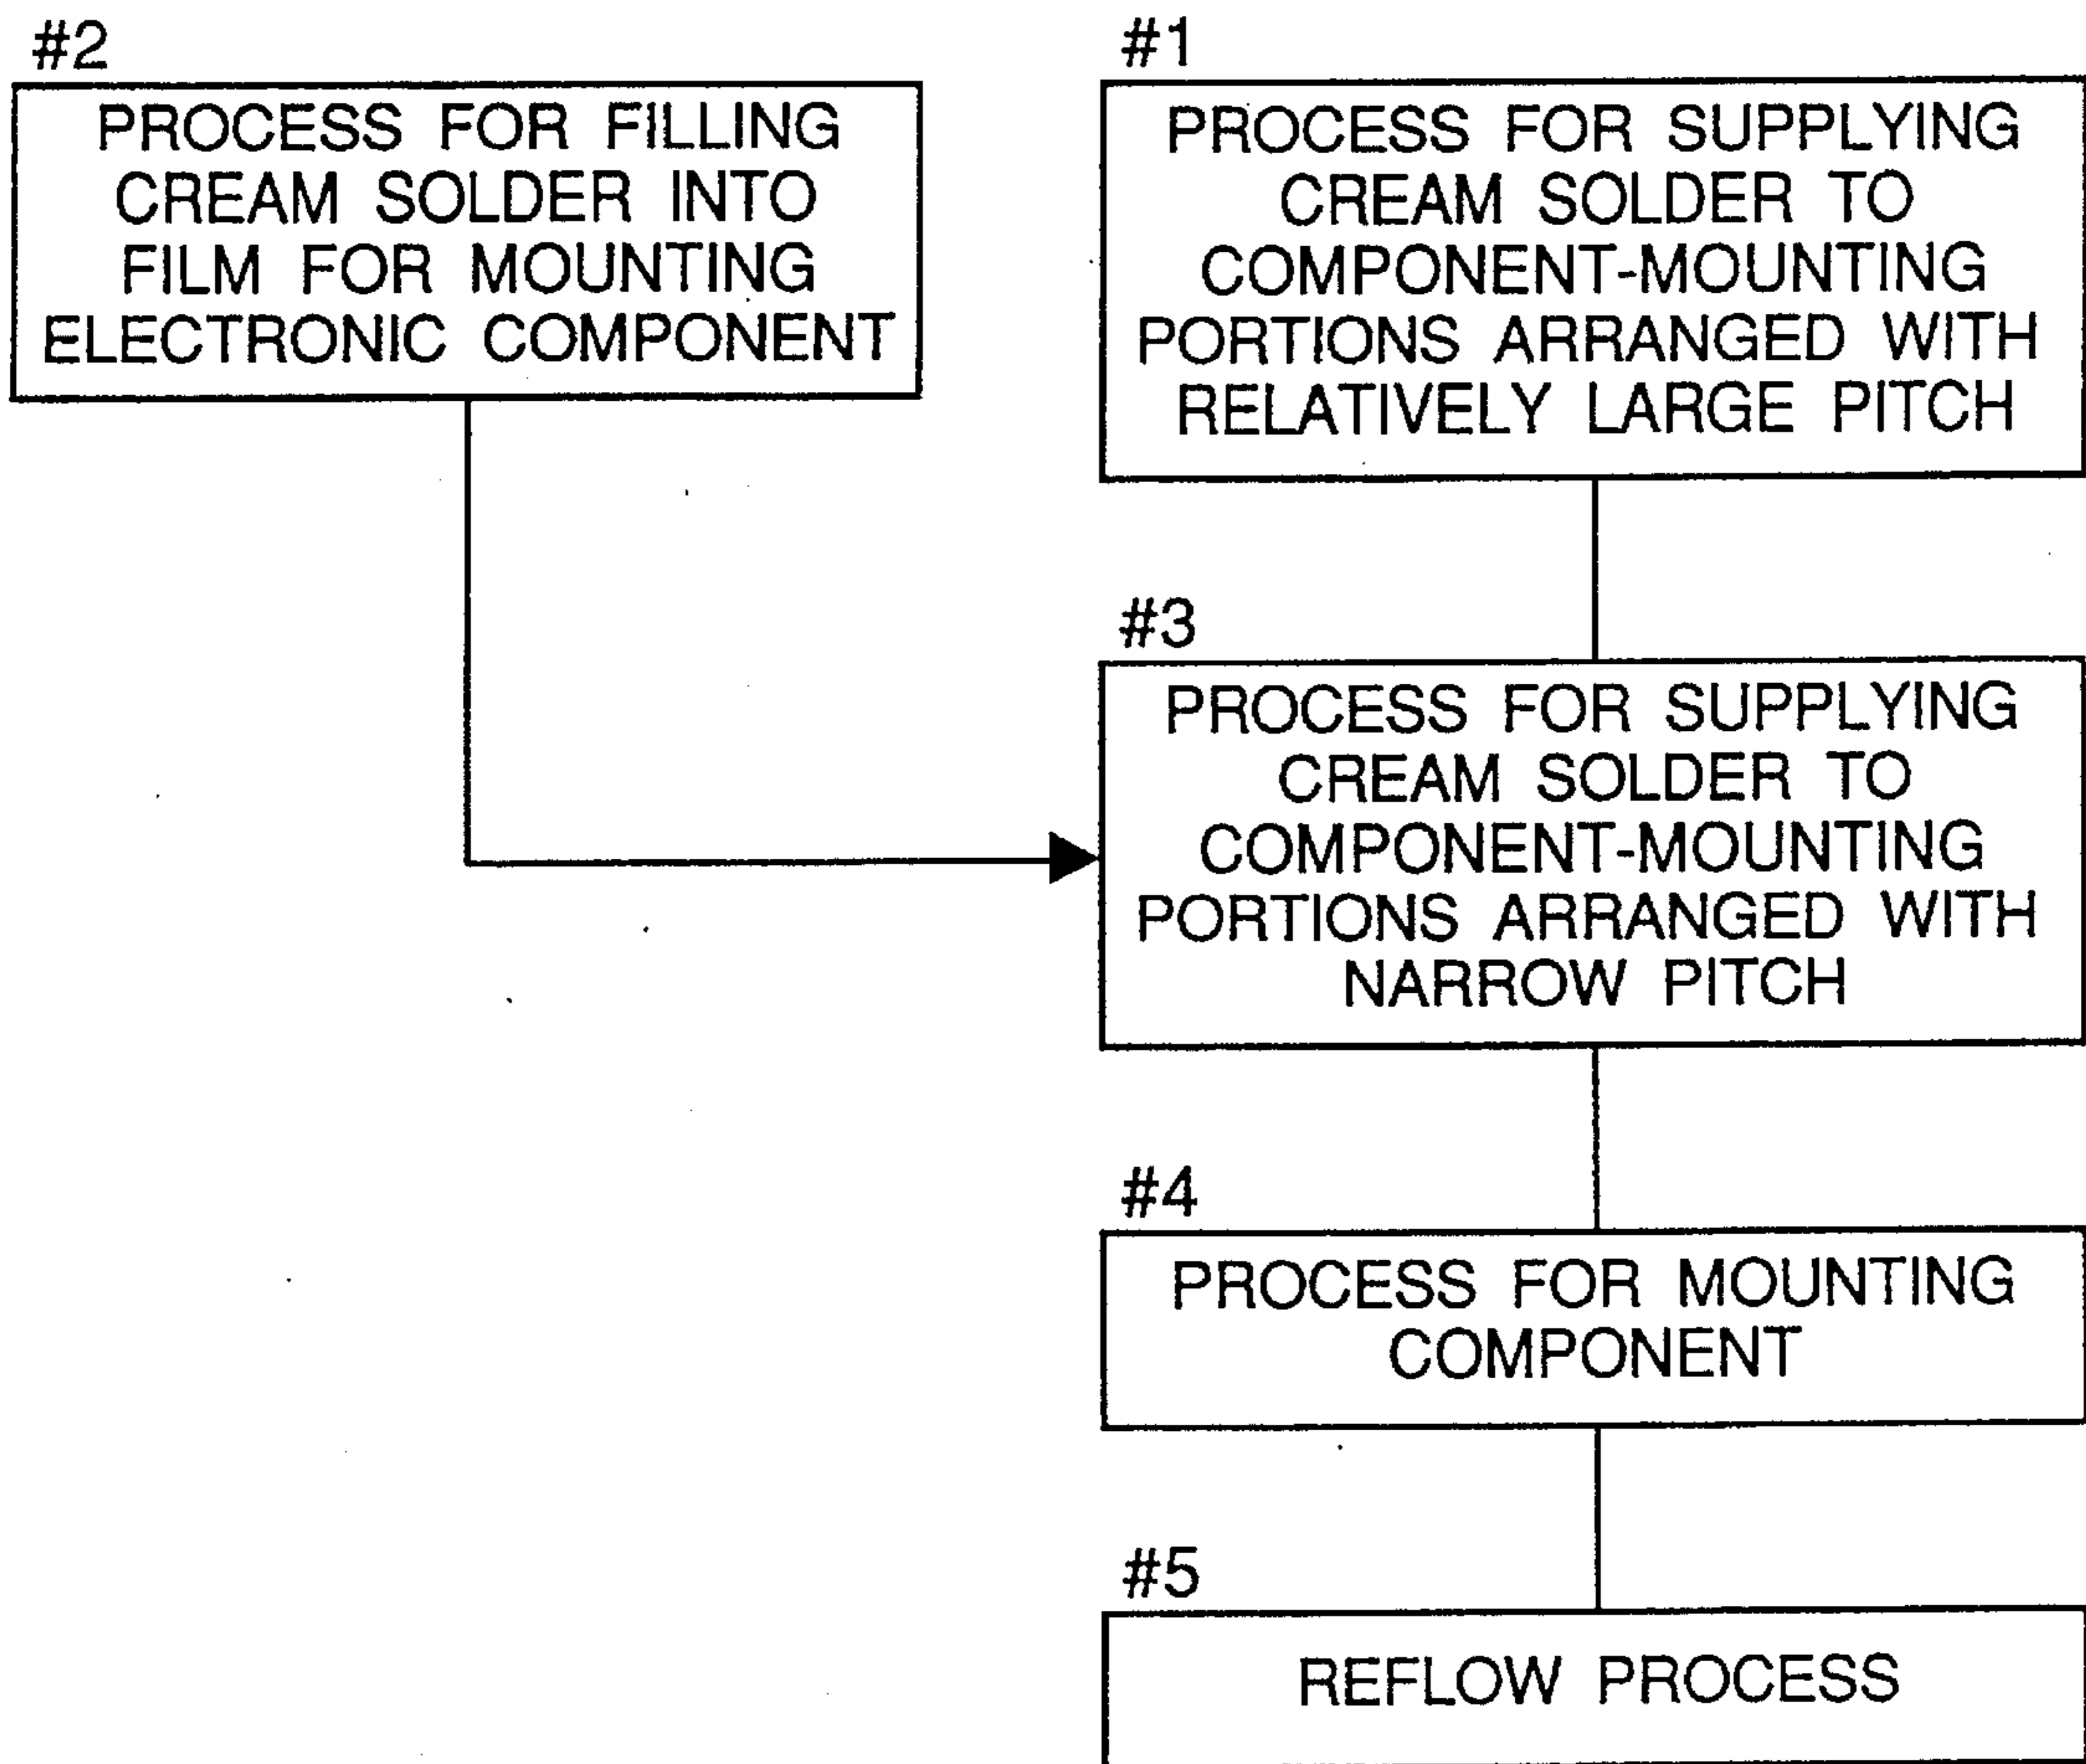 #2
PROCESS FOR FILLING
CREAM SOLDER INTO
FILM FOR MOUNTING
ELECTRONIC COMPONENT
#1
PROCESS FOR SUPPLYING
CREAM SOLDER TO
COMPONENT-MOUNTING
PORTIONS ARRANGED WITH
RELATIVELY LARGE PITCH
#3
PROCESS FOR SUPPLYING
CREAM SOLDER TO
COMPONENT-MOUNTING
PORTIONS ARRANGED WITH
NARROW PITCH
#4
PROCESS FOR MOUNTING
COMPONENT
#5
REFLOW PROCESS